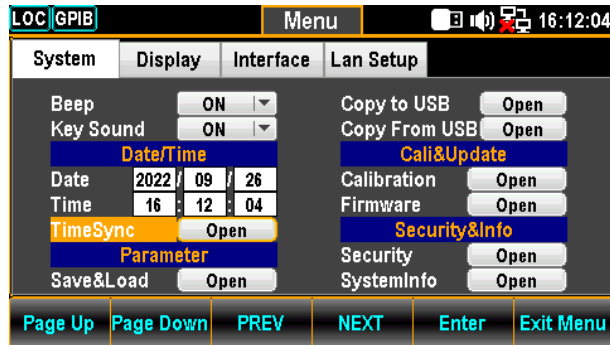 LOC GPIB Menu 16:12:04
System Display Interface Lan Setup
Beep ON
Key Sound ON
Date/Time
Date 2022 / 09 / 26
Time 16 : 12 : 04
TimeSync Open
Parameter
Save&Load Open
Copy to USB Open
Copy From USB Open
Cali&Update
Calibration Open
Firmware Open
Security&Info
Security Open
SystemInfo Open
Page Up Page Down PREV NEXT Enter Exit Menu